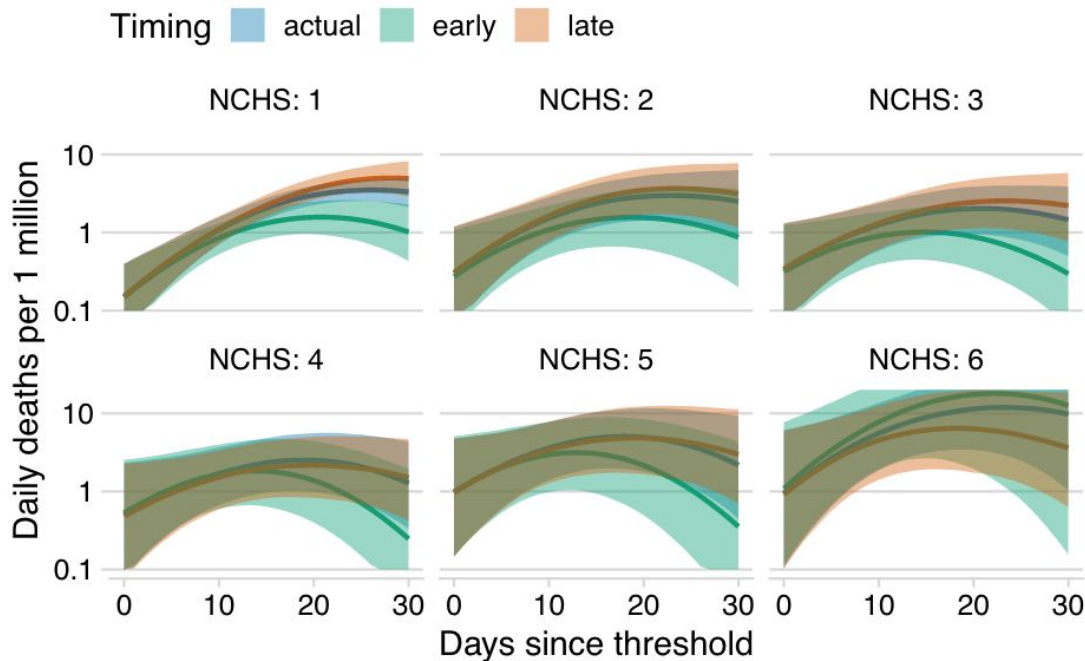 Timing actual early late
NCHS: 1 NCHS: 2 NCHS: 3
10
1
0.1
NCHS: 4 NCHS: 5 NCHS: 6
10
1
0.1
0 10 20 30 0 10 20 30 0 10 20 30
Days since threshold
Daily deaths per 1 million